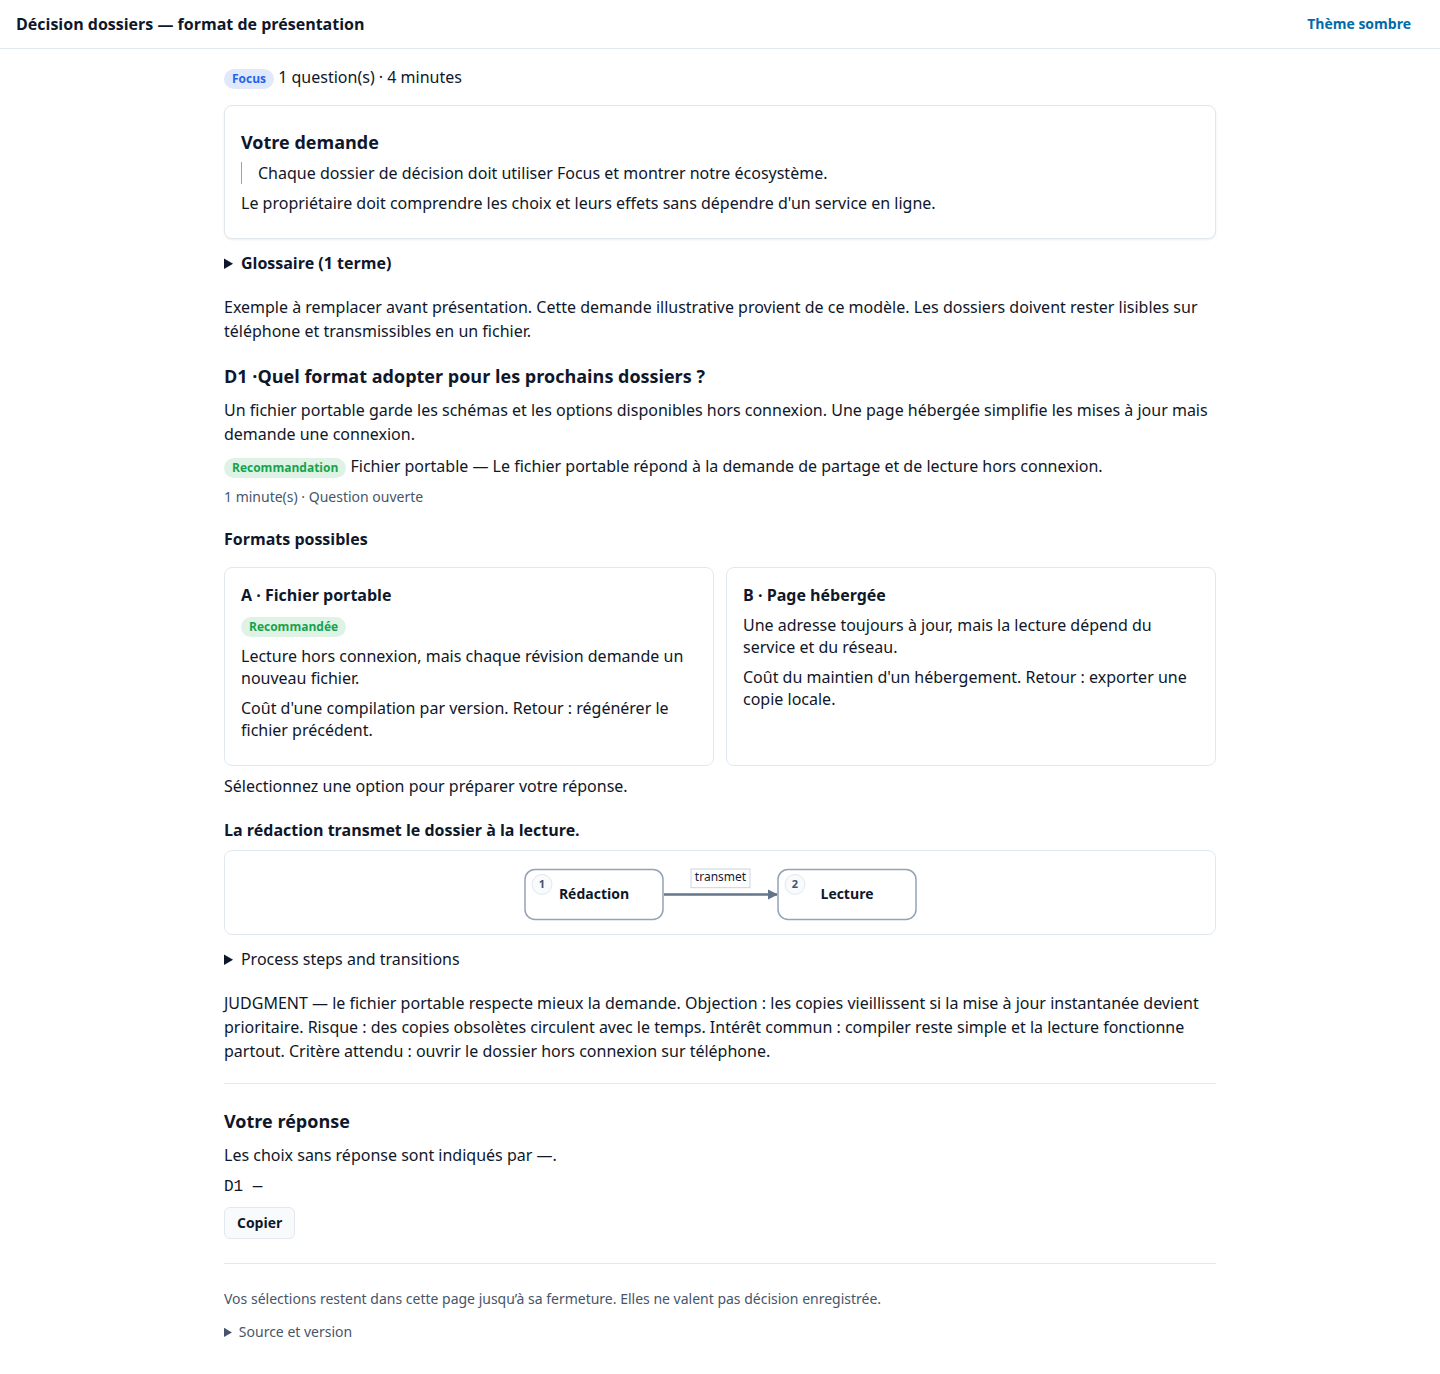 Décision dossiers — format de présentation
Thème sombre
Focus 1 question(s) · 4 minutes
Votre demande
Chaque dossier de décision doit utiliser Focus et montrer notre écosystème.
Le propriétaire doit comprendre les choix et leurs effets sans dépendre d'un service en ligne.
Glossaire (1 terme)
Exemple à remplacer avant présentation. Cette demande illustrative provient de ce modèle. Les dossiers doivent rester lisibles sur
téléphone et transmissibles en un fichier.
D1 ·Quel format adopter pour les prochains dossiers ?
Un fichier portable garde les schémas et les options disponibles hors connexion. Une page hébergée simplifie les mises à jour mais
demande une connexion.
Recommandation Fichier portable — Le fichier portable répond à la demande de partage et de lecture hors connexion.
1 minute(s) · Question ouverte
Formats possibles
A · Fichier portable
Recommandée
Lecture hors connexion, mais chaque révision demande un
nouveau fichier.
Coût d'une compilation par version. Retour : régénérer le
fichier précédent.
B · Page hébergée
Une adresse toujours à jour, mais la lecture dépend du
service et du réseau.
Coût du maintien d'un hébergement. Retour : exporter une
copie locale.
Sélectionnez une option pour préparer votre réponse.
La rédaction transmet le dossier à la lecture.
1 Rédaction
transmet
2 Lecture
Process steps and transitions
JUDGMENT — le fichier portable respecte mieux la demande. Objection : les copies vieillissent si la mise à jour instantanée devient
prioritaire. Risque : des copies obsolètes circulent avec le temps. Intérêt commun : compiler reste simple et la lecture fonctionne
partout. Critère attendu : ouvrir le dossier hors connexion sur téléphone.
Votre réponse
Les choix sans réponse sont indiqués par —.
D1 —
Copier
Vos sélections restent dans cette page jusqu’à sa fermeture. Elles ne valent pas décision enregistrée.
Source et version